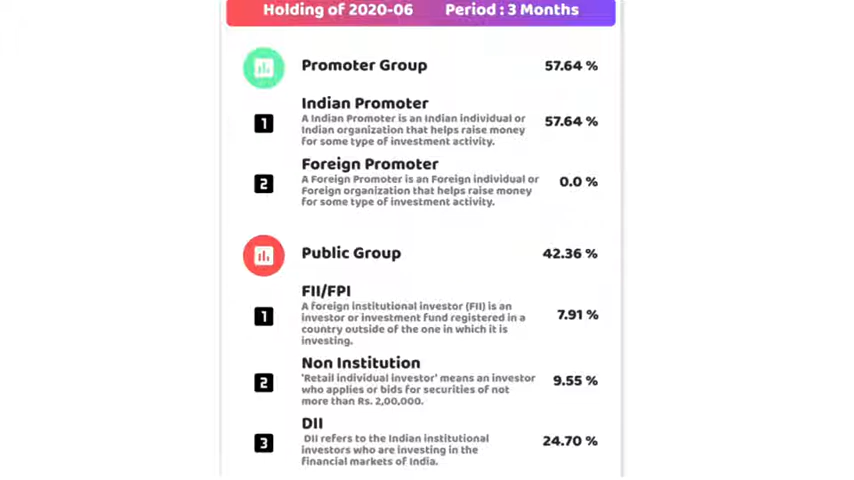 Holding of 2020-06 Period : 3 Months
Promoter Group 57.64 %
Indian Promoter
1
A Indian Promoter is an Indian individual or
Indian organization that helps raise money
for some type of investment activity.
57.64 %
Foreign Promoter
2
A Foreign Promoter is an Foreign individual or
Foreign organization that helps raise money
for some type of investment activity.
0.0 %
Public Group 42.36 %
FII/FPI
1
A foreign institutional investor (FII) is an
investor or investment fund registered in a
country outside of the one in which it is
investing.
7.91 %
Non Institution
2
'Retail individual investor' means an investor
who applies or bids for securities of not
more than Rs. 2,00,000.
9.55 %
DII
3
DII refers to the Indian institutional
investors who are investing in the
financial markets of India.
24.70 %